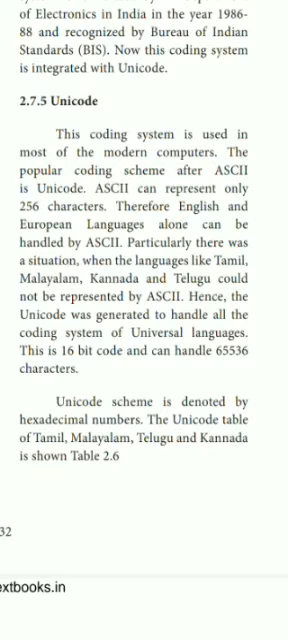 of Electronics in India in the year 1986-
88 and recognized by Bureau of Indian
Standards (BIS). Now this coding system
is integrated with Unicode.
2.7.5 Unicode
This coding system is used in
most of the modern computers. The
popular coding scheme after ASCII
is Unicode. ASCII can represent only
256 characters. Therefore English and
European Languages alone can be
handled by ASCII. Particularly there was
a situation, when the languages like Tamil,
Malayalam, Kannada and Telugu could
not be represented by ASCII. Hence, the
Unicode was generated to handle all the
coding system of Universal languages.
This is 16 bit code and can handle 65536
characters.
Unicode scheme is denoted by
hexadecimal numbers. The Unicode table
of Tamil, Malayalam, Telugu and Kannada
is shown Table 2.6
32
extbooks.in